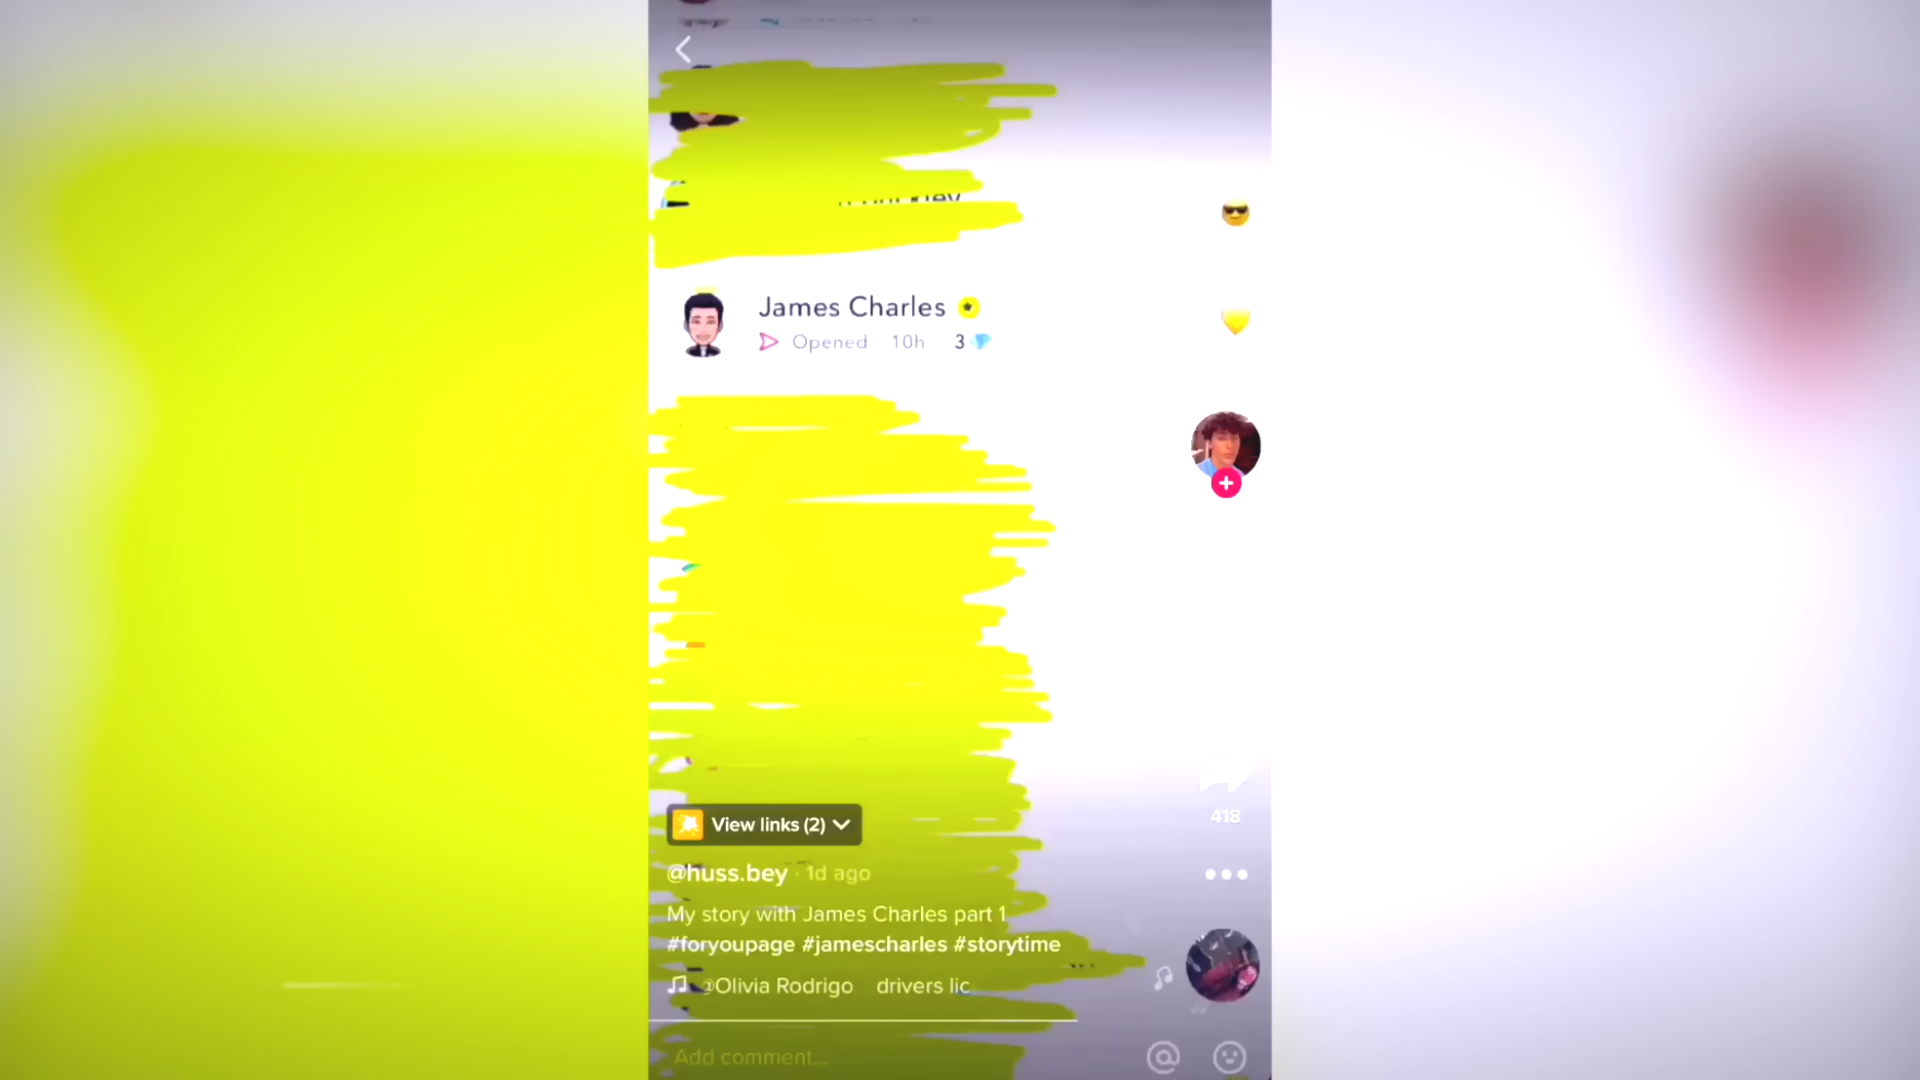 James Charles
Opened · 10h 3
418
View links (2)
@huss.bey · 1d ago
My story with James Charles part 1
#foryoupage #jamescharles #storytime
@Olivia Rodrigo drivers lic
Add comment...